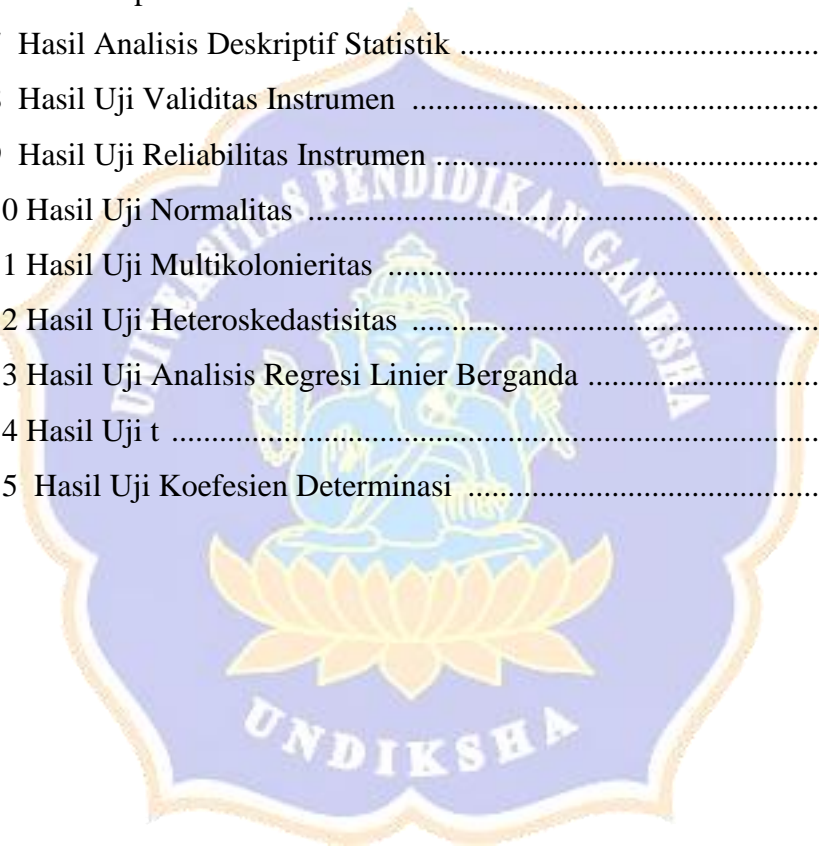 Hasil Analisis Deskriptif Statistik ............................................
Hasil Uji Validitas Instrumen ..................................................
Hasil Uji Reliabilitas Instrumen ................................................
0 Hasil Uji Normalitas ...............................................................
1 Hasil Uji Multikolonieritas .....................................................
2 Hasil Uji Heteroskedastisitas ..................................................
3 Hasil Uji Analisis Regresi Linier Berganda ............................
4 Hasil Uji t .................................................................................
5 Hasil Uji Koefesien Determinasi ...........................................
UNIVERSITAS PENDIDIKAN GANESHA
UNDIKSHA